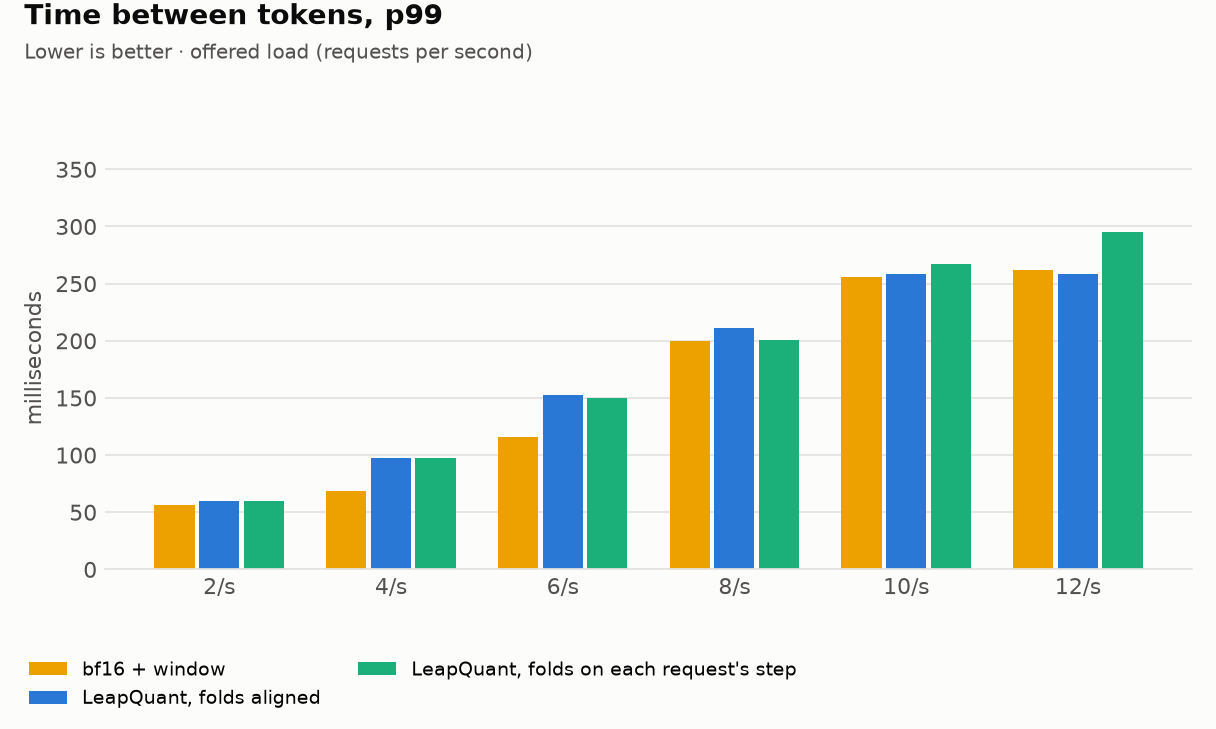 Time between tokens, p99
Lower is better · offered load (requests per second)
350
300
250
200
150
100
50
0
milliseconds
2/s 4/s 6/s 8/s 10/s 12/s
bf16 + window
LeapQuant, folds aligned
LeapQuant, folds on each request's step